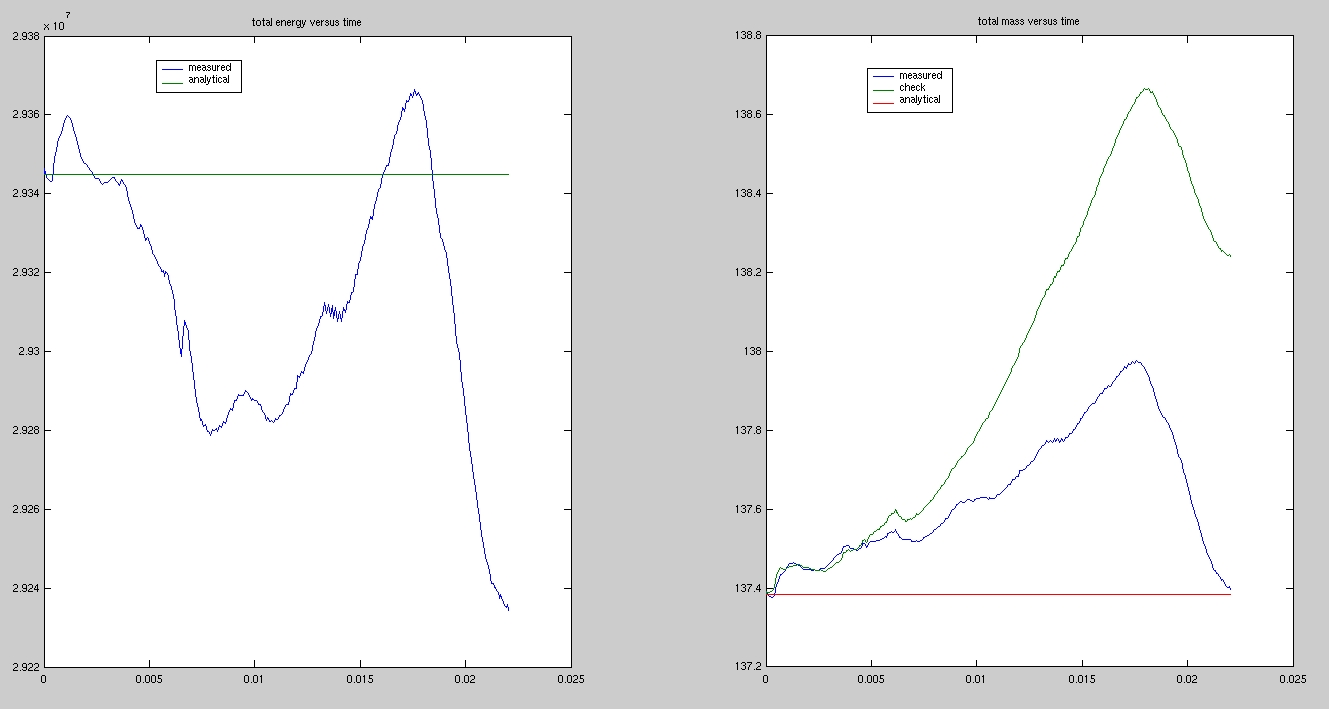 total energy versus time
× 10 7
2.938
2.936
2.934
2.932
2.93
2.928
2.926
2.924
2.922
measured
analytical
0 0.005 0.01 0.015 0.02 0.025
total mass versus time
138.8
138.6
138.4
138.2
138
137.8
137.6
137.4
137.2
measured
check
analytical
0 0.005 0.01 0.015 0.02 0.025